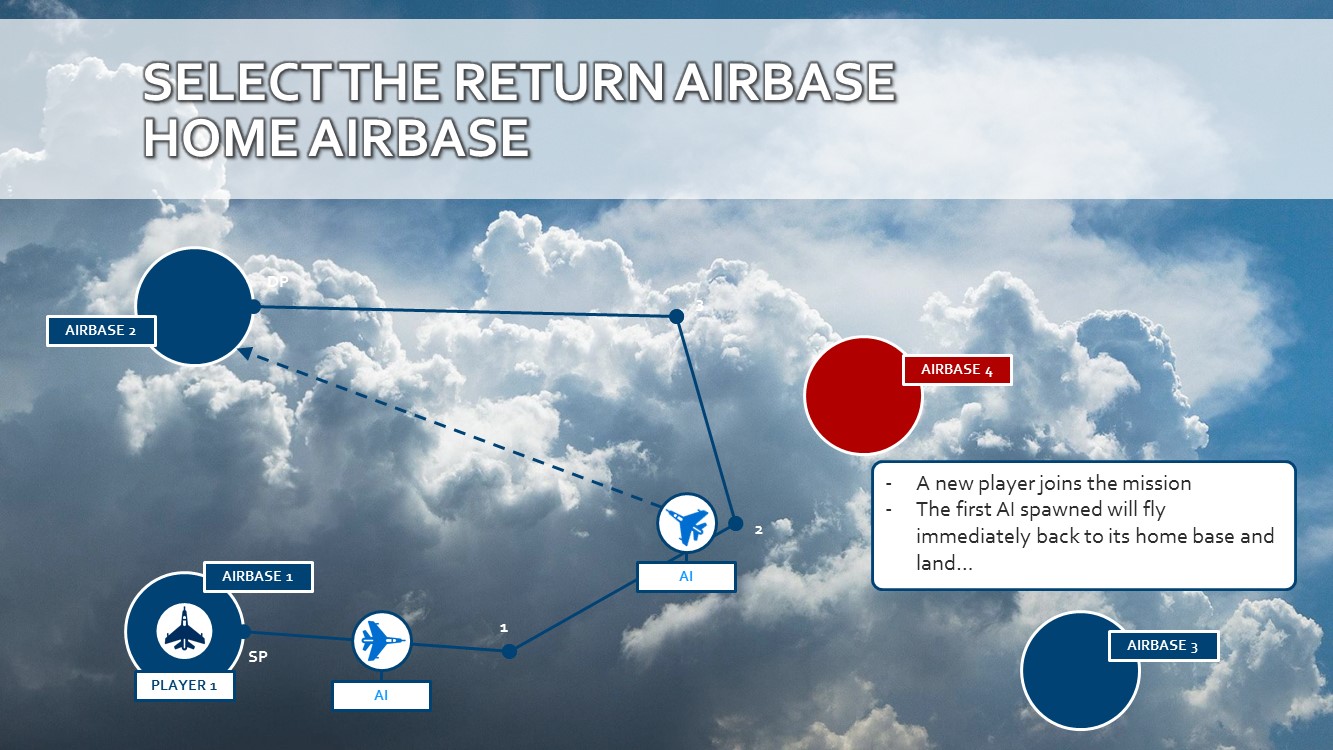 SELECT THE RETURN AIRBASE
HOME AIRBASE
DP
3
AIRBASE 2
AIRBASE 4
- A new player joins the mission
- The first AI spawned will fly
immediately back to its home base and
land...
2
AIRBASE 1
AI
1
SP
AIRBASE 3
PLAYER 1
AI